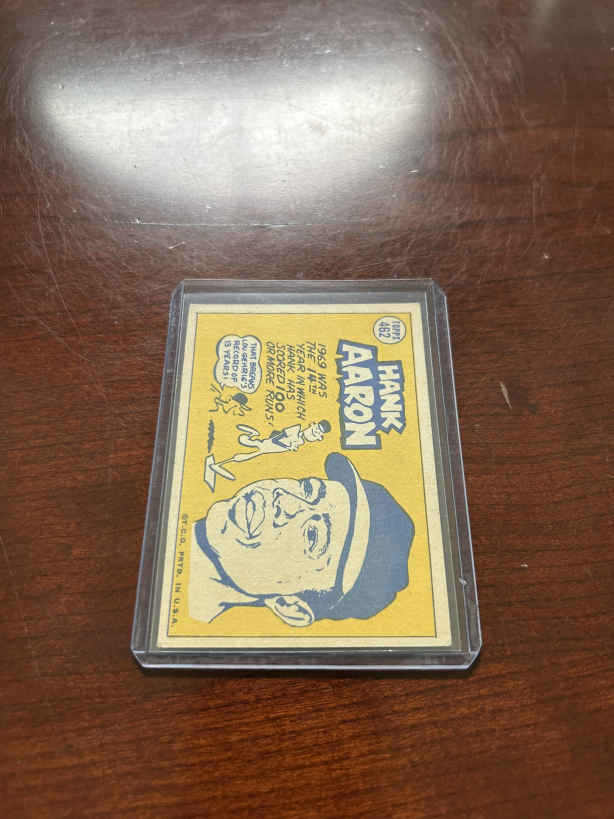 TOPPS
462
HANK
AARON
1969 WAS
THE 14TH
YEAR IN WHICH
HANK HAS
SCORED 100
OR MORE RUNS!
THAT BREAKS
LOU GEHRIG'S
RECORD OF
13 YEARS!
©T.C.G. PRTD. IN U.S.A.